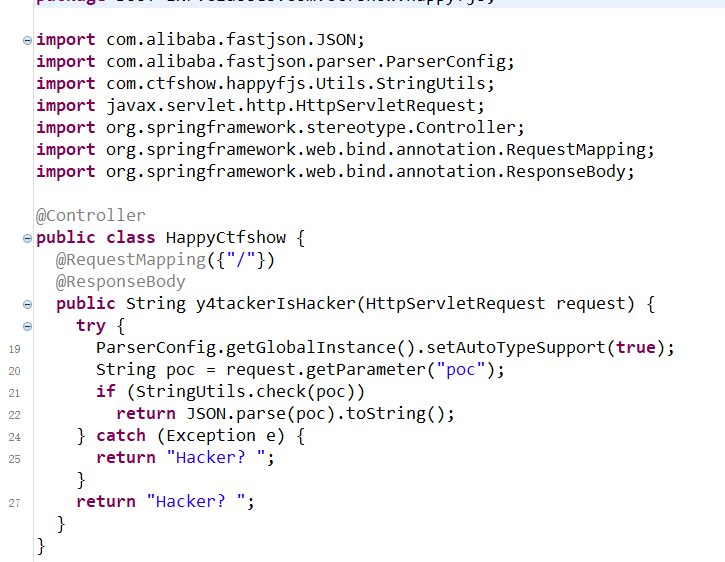 import com.alibaba.fastjson.JSON;
import com.alibaba.fastjson.parser.ParserConfig;
import com.ctfshow.happyfjs.Utils.StringUtils;
import javax.servlet.http.HttpServletRequest;
import org.springframework.stereotype.Controller;
import org.springframework.web.bind.annotation.RequestMapping;
import org.springframework.web.bind.annotation.ResponseBody;
@Controller
public class HappyCtfshow {
@RequestMapping({"/"})
@ResponseBody
public String y4tackerIsHacker(HttpServletRequest request) {
try {
19 ParserConfig.getGlobalInstance().setAutoTypeSupport(true);
20 String poc = request.getParameter("poc");
21 if (StringUtils.check(poc))
22 return JSON.parse(poc).toString();
24 } catch (Exception e) {
25 return "Hacker? ";
}
27 return "Hacker? ";
}
}